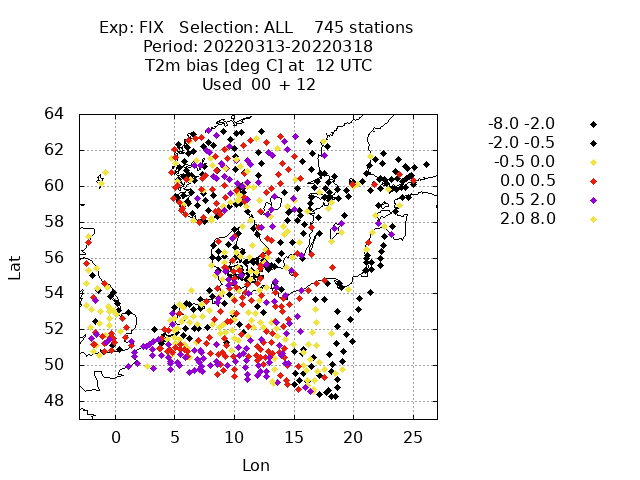 Exp: FIX   Selection: ALL    745 stations
Period: 20220313-20220318
T2m bias [deg C] at  12 UTC
Used  00  + 12
64
62
60
58
56
54
52
50
48
Lat
0 5 10 15 20 25
Lon
-8.0 -2.0
-2.0 -0.5
-0.5 0.0
0.0 0.5
0.5 2.0
2.0 8.0